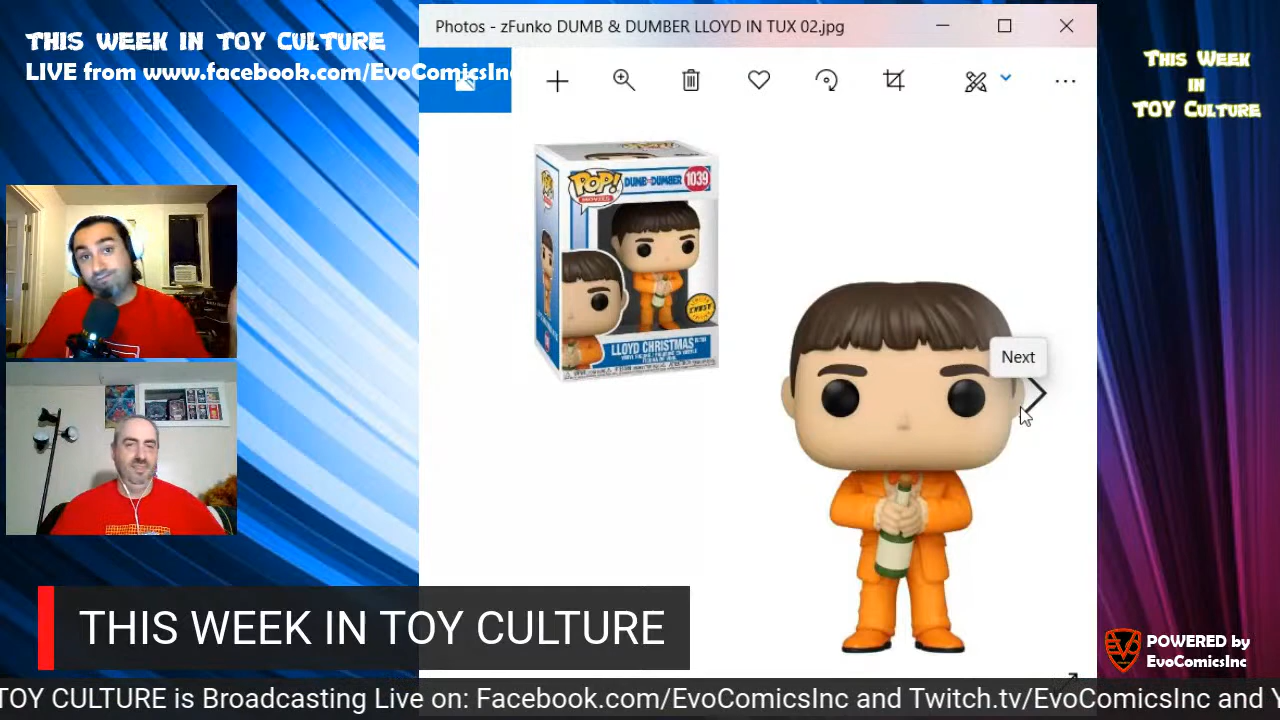 THIS WEEK IN TOY CULTURE
LIVE from www.facebook.com/EvoComicsInc
Photos - zFunko DUMB & DUMBER LLOYD IN TUX 02.jpg
This Week
in
TOY Culture
POP!
MOVIES
DUMB AND DUMBER
1039
CHASE
LLOYD CHRISTMAS
Next
THIS WEEK IN TOY CULTURE
POWERED by
EvoComicsInc
TOY CULTURE is Broadcasting Live on: Facebook.com/EvoComicsInc and Twitch.tv/EvoComicsInc and Y